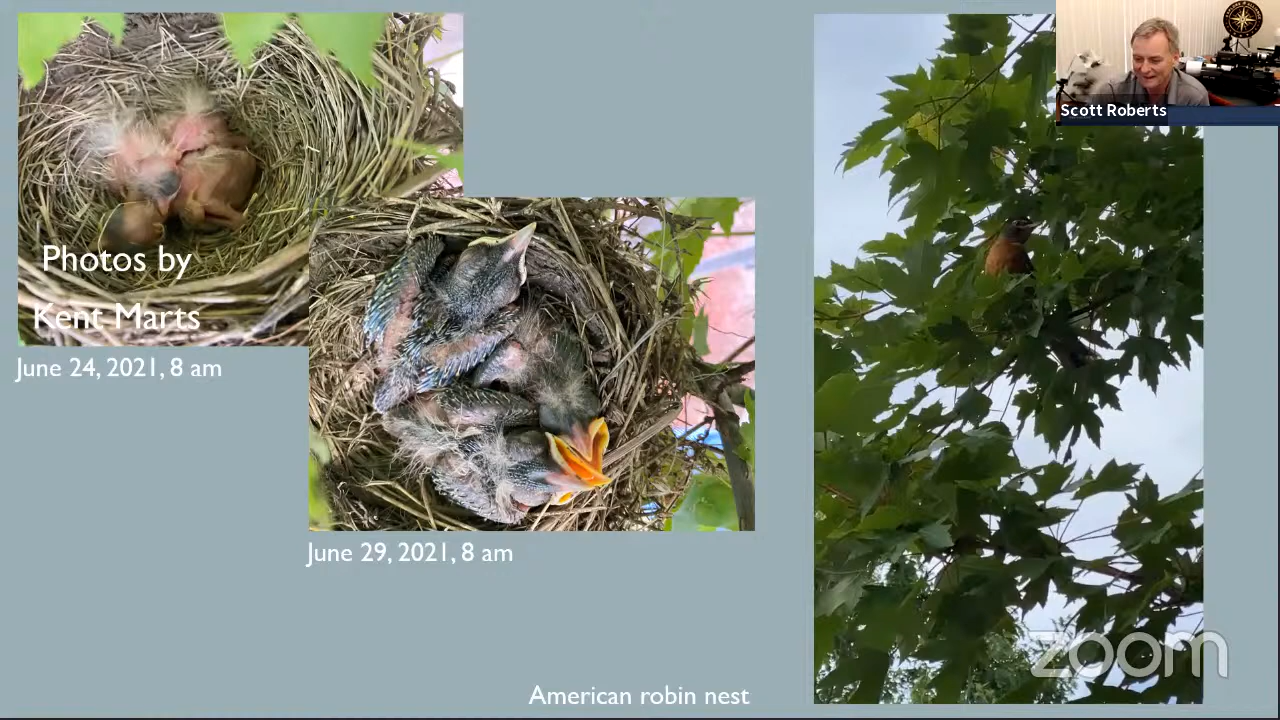 Scott Roberts
Photos by
Kent Marts
June 24, 2021, 8 am
June 29, 2021, 8 am
American robin nest
zoom